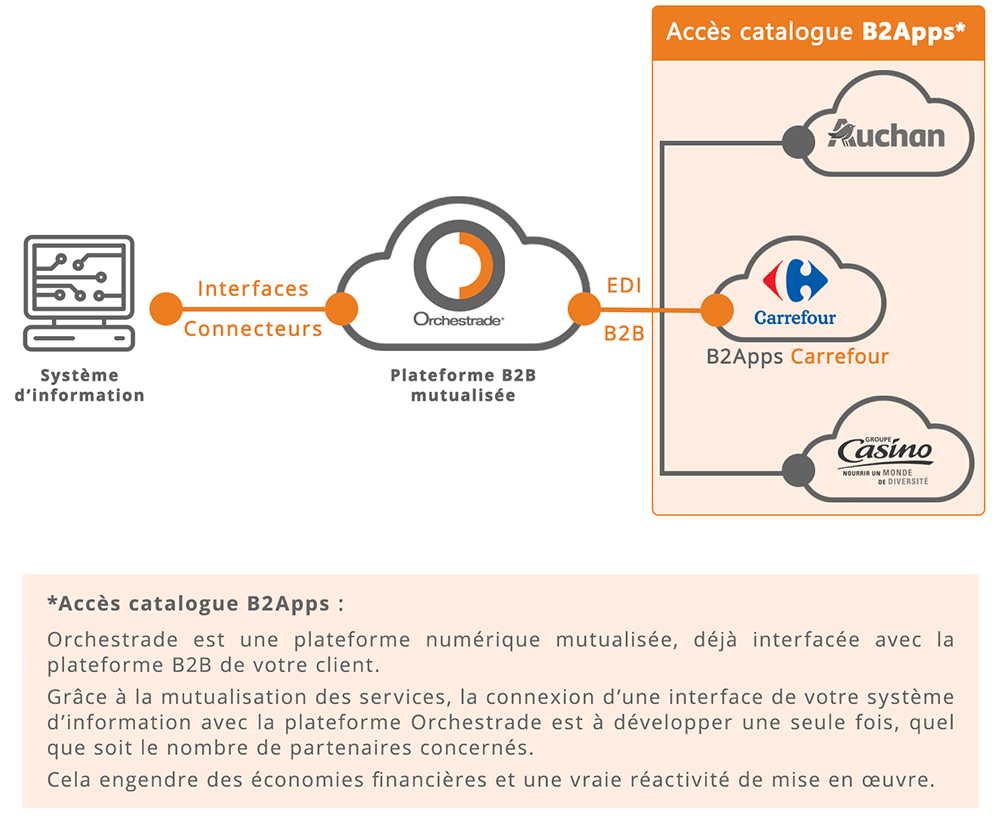 Accès catalogue B2Apps*
Auchan
Interfaces
Connecteurs
Orchestrade®
EDI
B2B
Carrefour
B2Apps Carrefour
Système
d’information
Plateforme B2B
mutualisée
GROUPE
Casino
NOURRIR UN MONDE
DE DIVERSITÉ
*Accès catalogue B2Apps :
Orchestrade est une plateforme numérique mutualisée, déjà interfacée avec la
plateforme B2B de votre client.
Grâce à la mutualisation des services, la connexion d’une interface de votre système
d’information avec la plateforme Orchestrade est à développer une seule fois, quel
que soit le nombre de partenaires concernés.
Cela engendre des économies financières et une vraie réactivité de mise en œuvre.